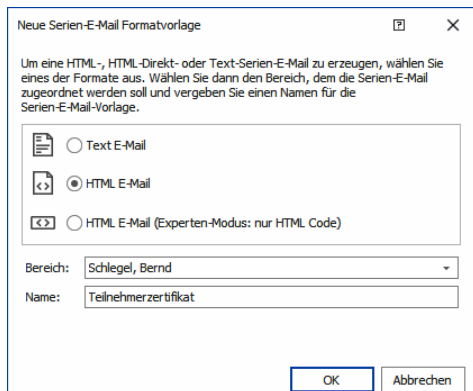 Neue Serien-E-Mail Formatvorlage
Um eine HTML-, HTML-Direkt- oder Text-Serien-E-Mail zu erzeugen, wählen Sie
eines der Formate aus. Wählen Sie dann den Bereich, dem die Serien-E-Mail
zugeordnet werden soll und vergeben Sie einen Namen für die
Serien-E-Mail-Vorlage.
Text E-Mail
HTML E-Mail
HTML E-Mail (Experten-Modus: nur HTML Code)
Bereich: Schlegel, Bernd
Name: Teilnehmerzertifikat
OK Abbrechen